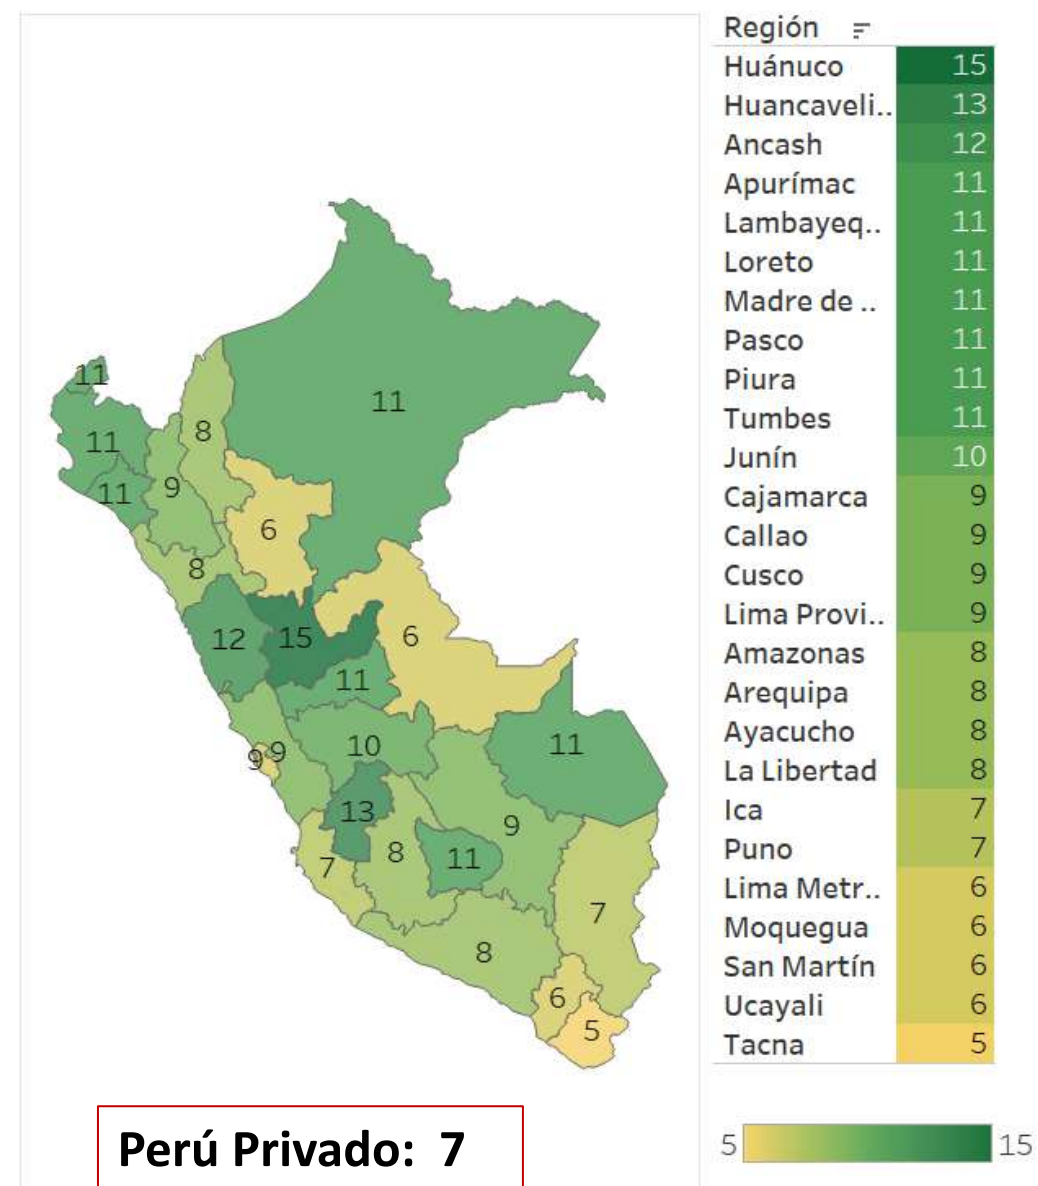 Región
Huánuco 15
Huancaveli.. 13
Ancash 12
Apurímac 11
Lambayeq.. 11
Loreto 11
Madre de .. 11
Pasco 11
Piura 11
Tumbes 11
Junín 10
Cajamarca 9
Callao 9
Cusco 9
Lima Provi.. 9
Amazonas 8
Arequipa 8
Ayacucho 8
La Libertad 8
Ica 7
Puno 7
Lima Metr.. 6
Moquegua 6
San Martín 6
Ucayali 6
Tacna 5
11
11
8
11
9
11
6
8
12
15
6
11
9
9
10
11
13
9
8
11
7
7
8
6
5
Perú Privado: 7
5 15